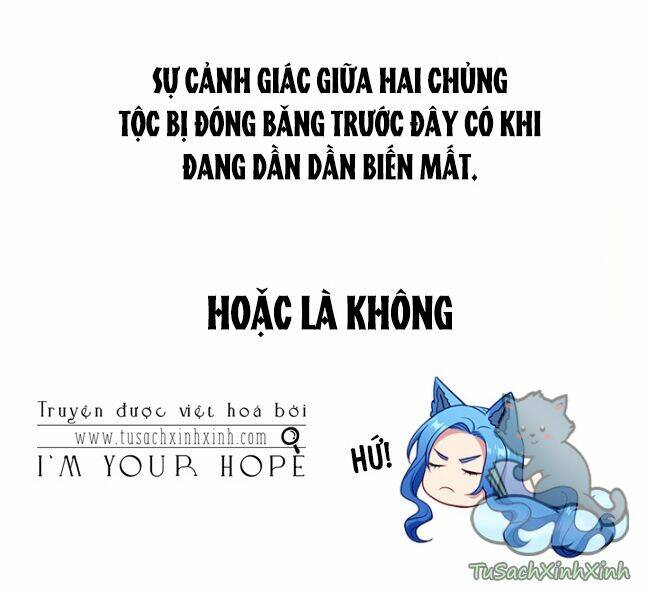 SỰ CẢNH GIÁC GIỮA HAI CHỦNG
TỘC BỊ ĐÓNG BĂNG TRƯỚC ĐÂY CÓ KHI
ĐANG DẦN DẦN BIẾN MẤT.
HOẶC LÀ KHÔNG
Truyện được việt hoá bởi
www.tusachxinhxinh.com
I'M YOUR HOPE
HỨ!
TuSachXinhXinh